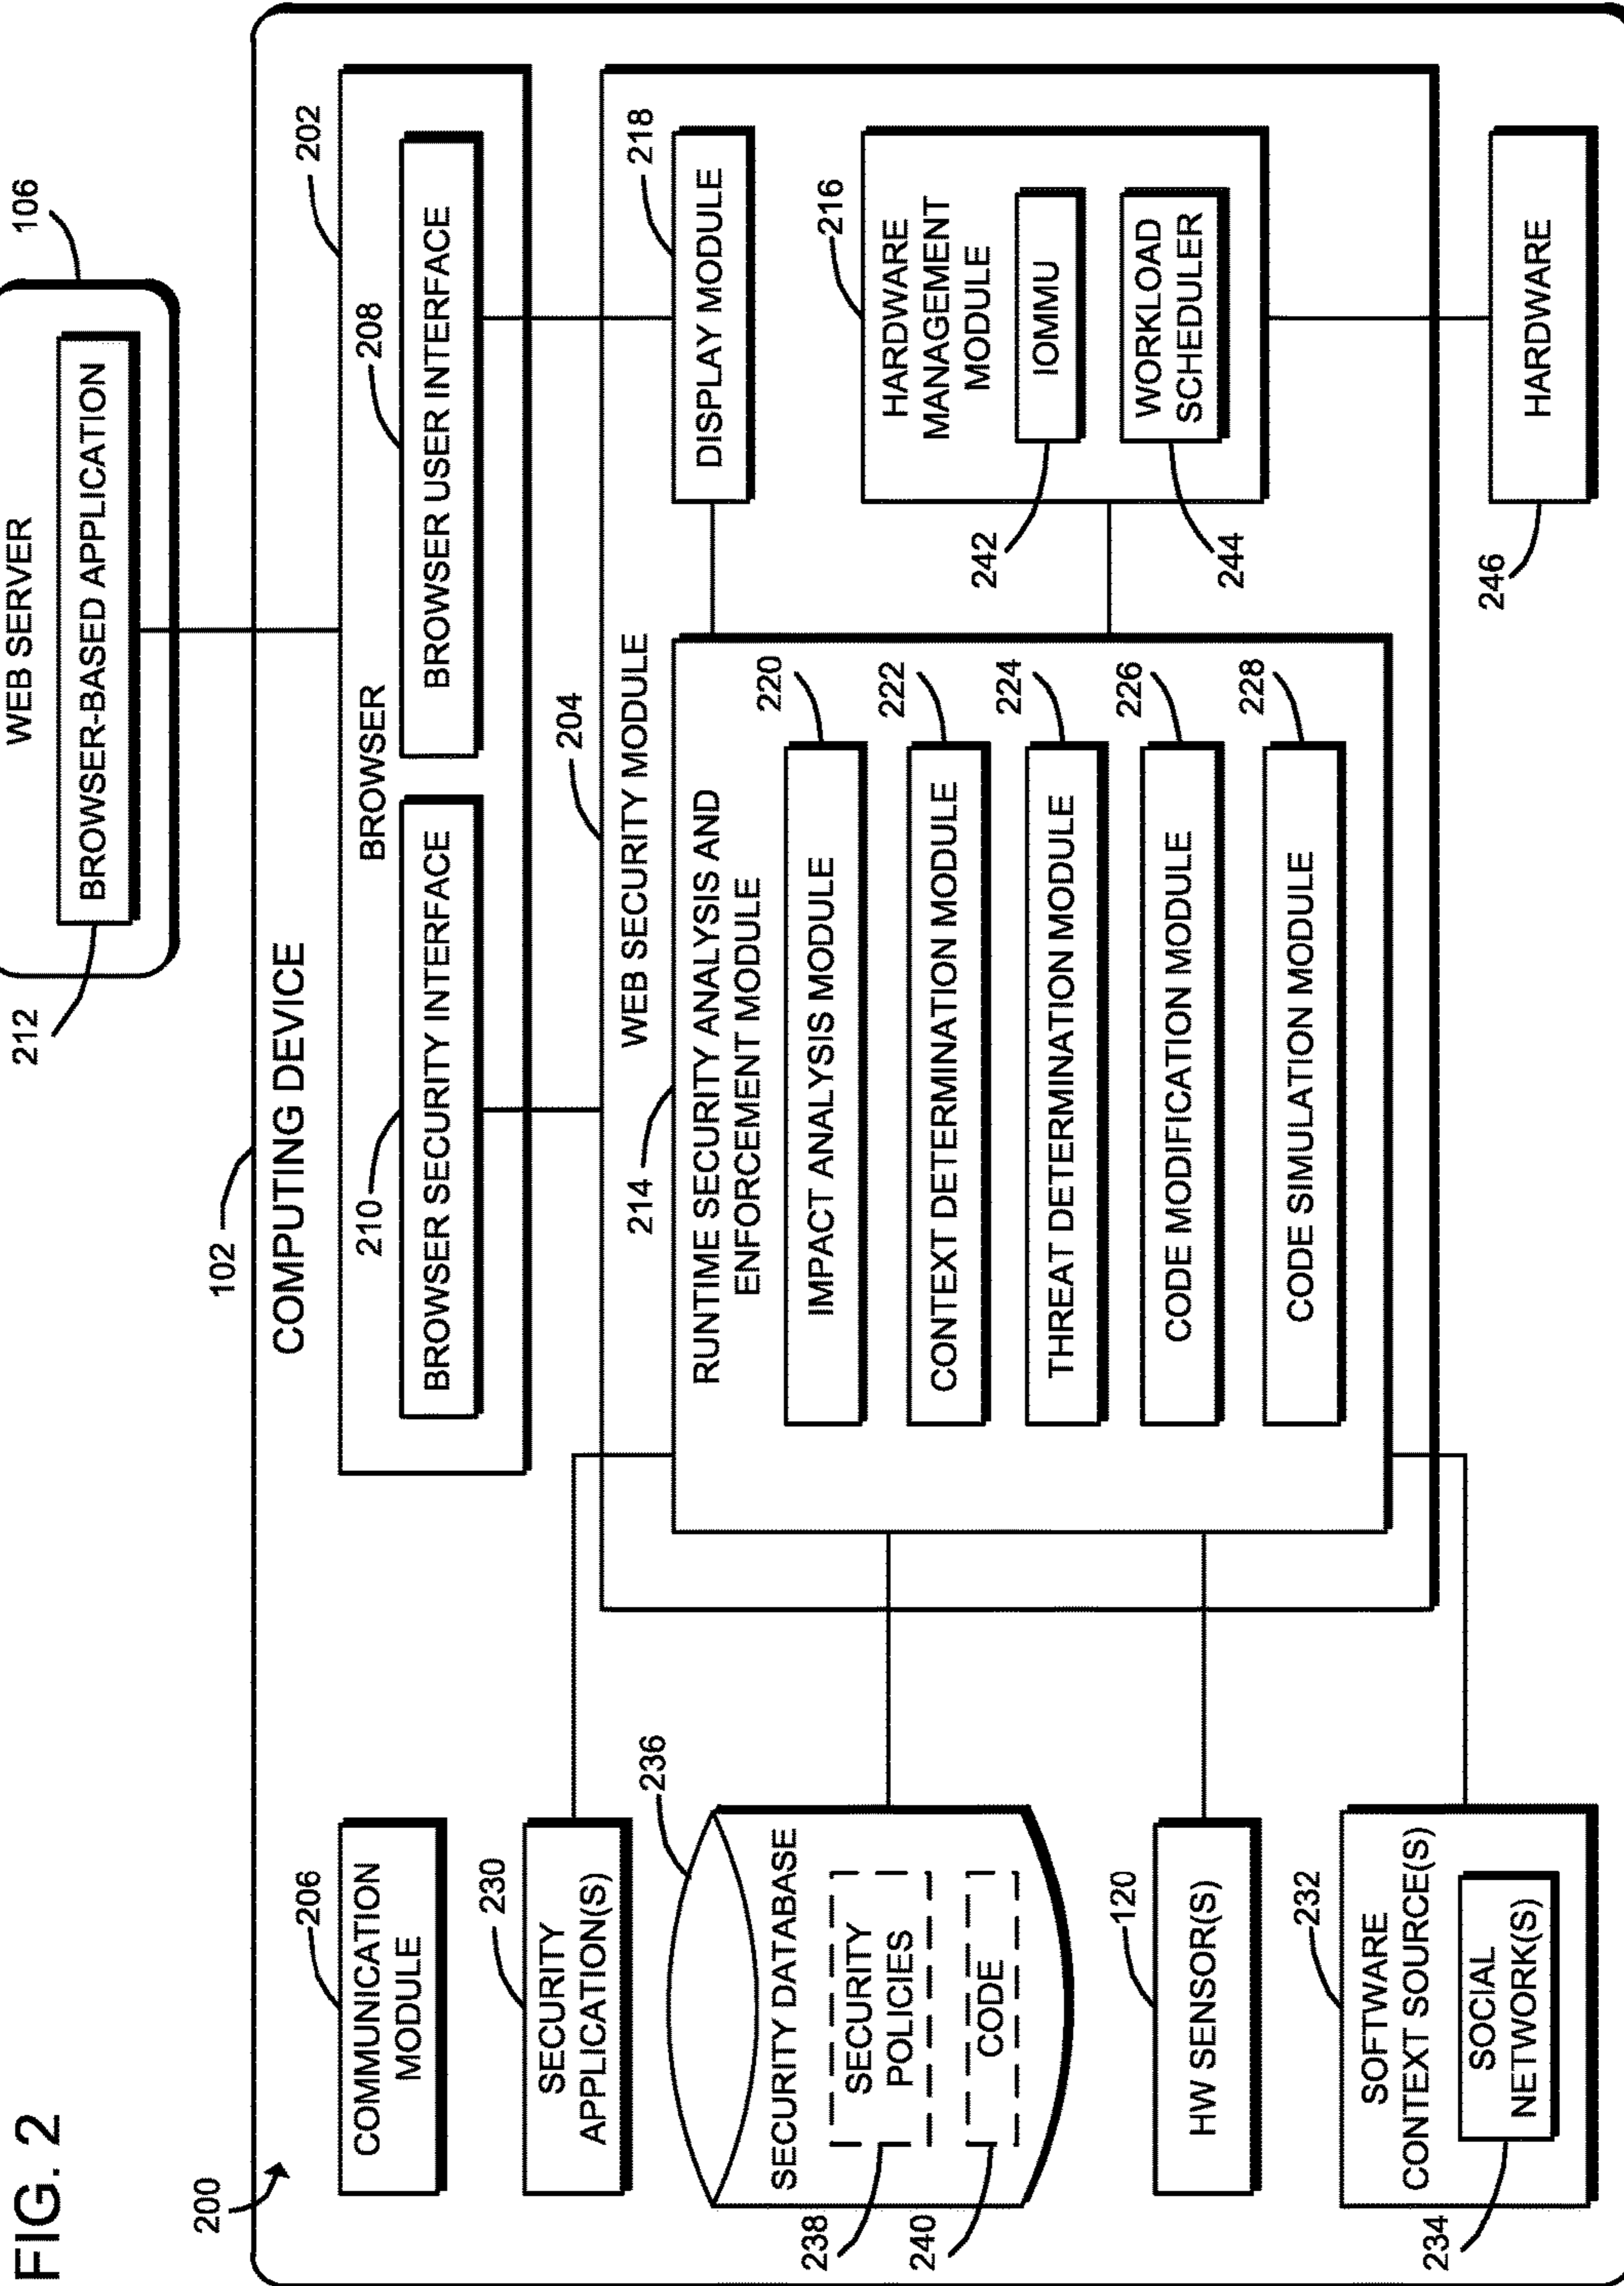 FIG. 2
200
WEB SERVER
106
BROWSER-BASED APPLICATION
212
102
COMPUTING DEVICE
206
COMMUNICATION
MODULE
BROWSER
202
210
BROWSER SECURITY INTERFACE
208
BROWSER USER INTERFACE
230
SECURITY
APPLICATION(S)
236
SECURITY DATABASE
SECURITY
POLICIES
238
CODE
240
120
HW SENSOR(S)
232
SOFTWARE
CONTEXT SOURCE(S)
SOCIAL
NETWORK(S)
234
204
WEB SECURITY MODULE
214
RUNTIME SECURITY ANALYSIS AND
ENFORCEMENT MODULE
220
IMPACT ANALYSIS MODULE
222
CONTEXT DETERMINATION MODULE
224
THREAT DETERMINATION MODULE
226
CODE MODIFICATION MODULE
228
CODE SIMULATION MODULE
218
DISPLAY MODULE
216
HARDWARE
MANAGEMENT
MODULE
IOMMU
242
WORKLOAD
SCHEDULER
244
246
HARDWARE